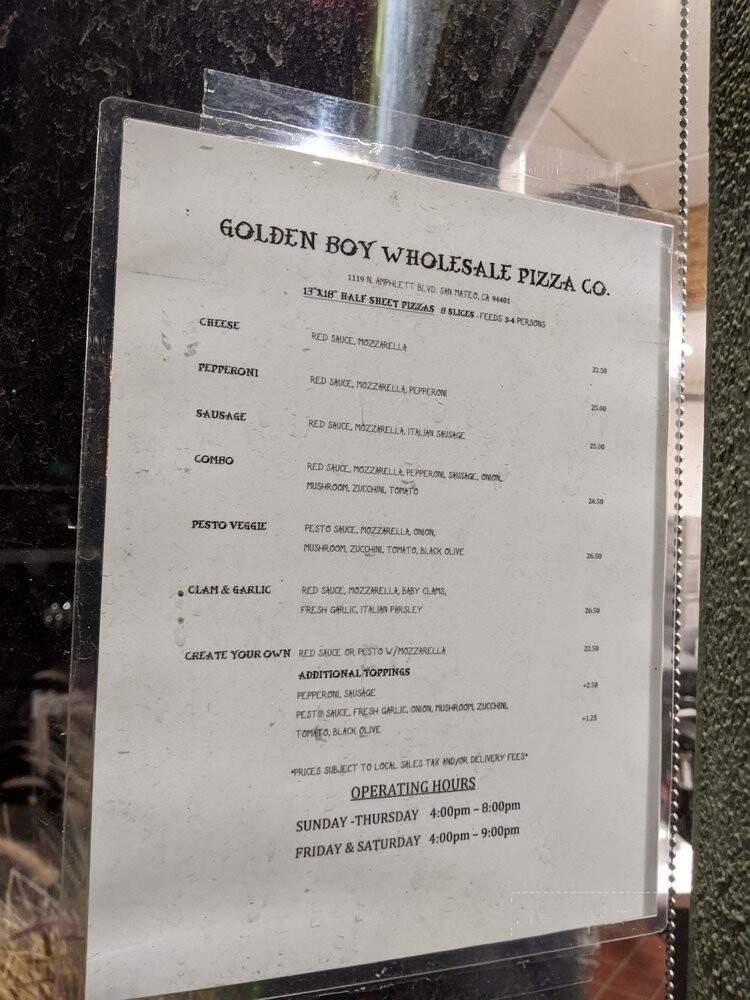 GOLDEN BOY WHOLESALE PIZZA CO.
1119 N. AMPHLETT BLVD. SAN MATEO, CA 94401
13"X18" HALF SHEET PIZZAS 8 SLICES - FEEDS 3-4 PERSONS
CHEESE RED SAUCE, MOZZARELLA 22.50
PEPPERONI RED SAUCE, MOZZARELLA, PEPPERONI 25.00
SAUSAGE RED SAUCE, MOZZARELLA, ITALIAN SAUSAGE 25.00
COMBO RED SAUCE, MOZZARELLA, PEPPERONI, SAUSAGE, ONION,
MUSHROOM, ZUCCHINI, TOMATO 26.50
PESTO VEGGIE PESTO SAUCE, MOZZARELLA, ONION,
MUSHROOM, ZUCCHINI, TOMATO, BLACK OLIVE 26.50
CLAM & GARLIC RED SAUCE, MOZZARELLA, BABY CLAMS,
FRESH GARLIC, ITALIAN PARSLEY 26.50
CREATE YOUR OWN RED SAUCE OR PESTO W/MOZZARELLA 22.50
ADDITIONAL TOPPINGS
PEPPERONI, SAUSAGE +2.50
PESTO SAUCE, FRESH GARLIC, ONION, MUSHROOM, ZUCCHINI, +1.25
TOMATO, BLACK OLIVE
*PRICES SUBJECT TO LOCAL SALES TAX AND/OR DELIVERY FEES*
OPERATING HOURS
SUNDAY -THURSDAY 4:00pm – 8:00pm
FRIDAY & SATURDAY 4:00pm – 9:00pm